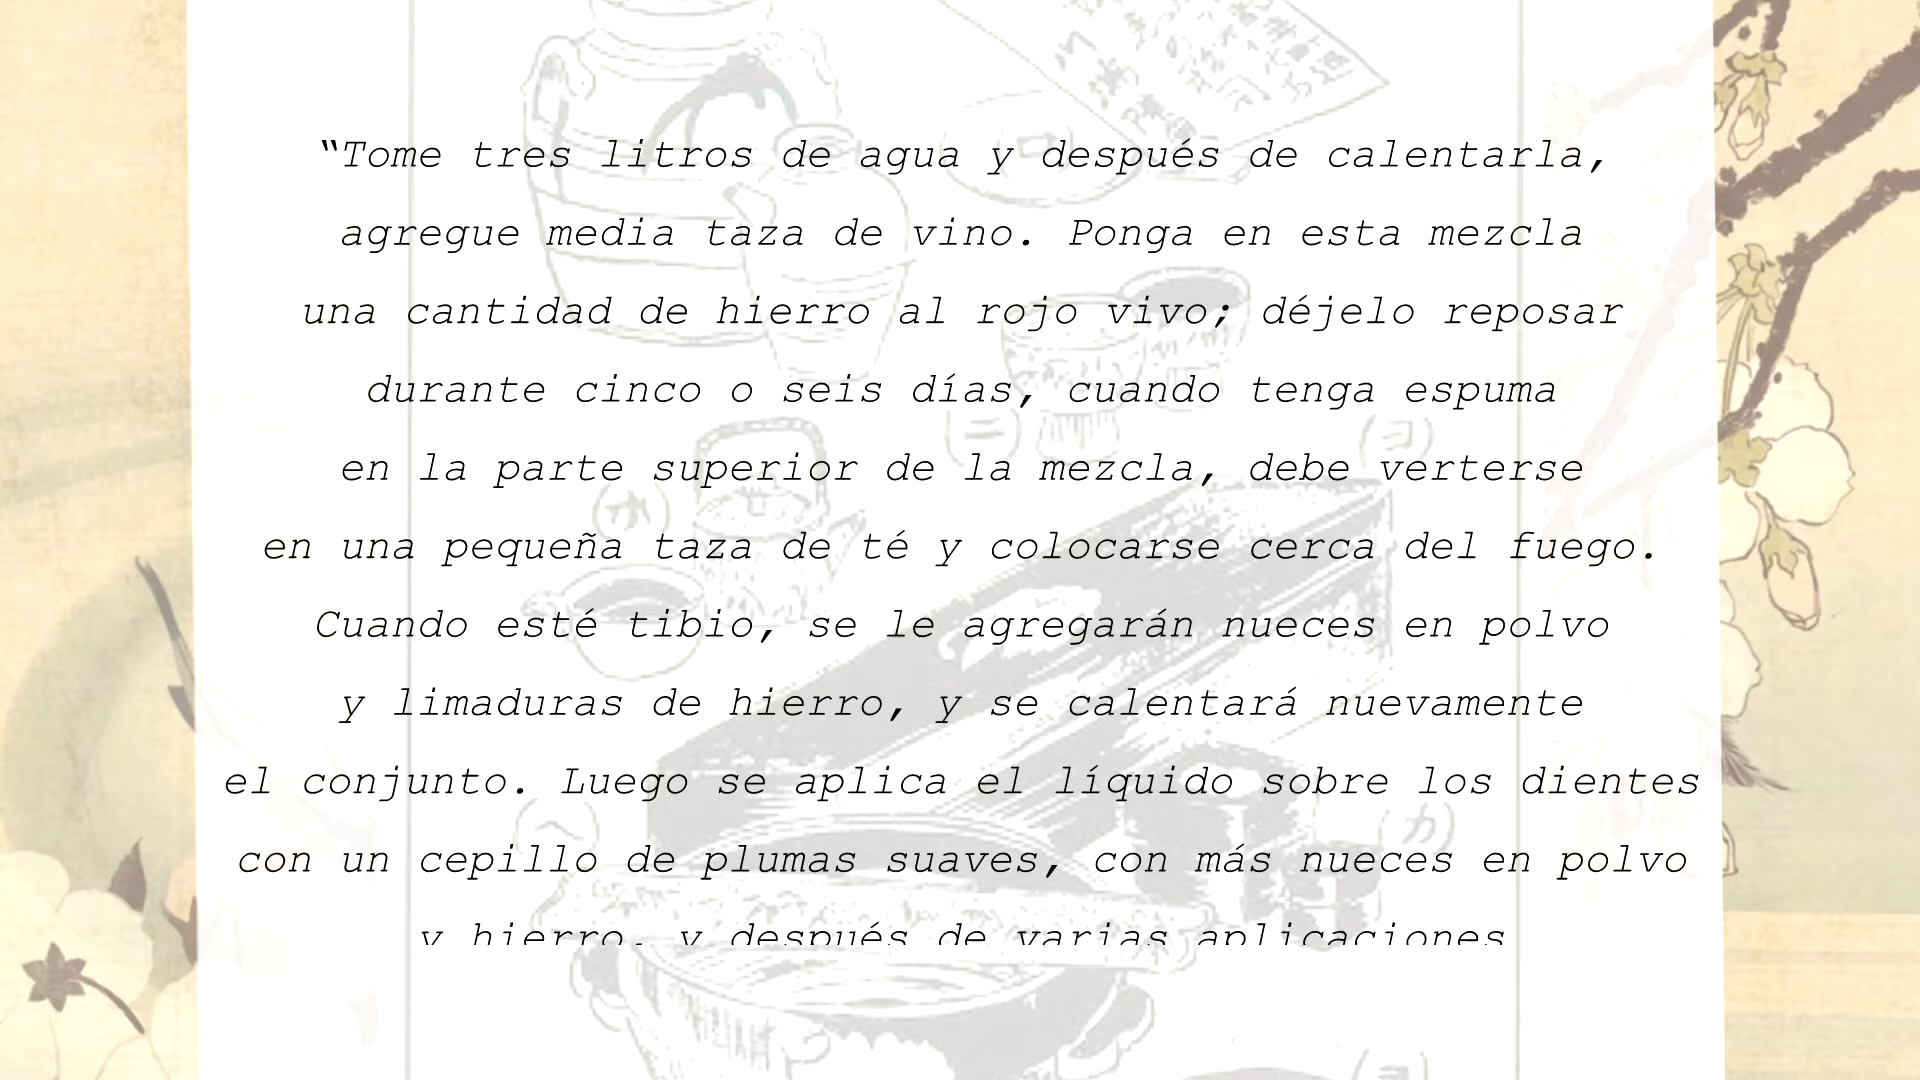 “Tome tres litros de agua y después de calentarla,
agregue media taza de vino. Ponga en esta mezcla
una cantidad de hierro al rojo vivo; déjelo reposar
durante cinco o seis días, cuando tenga espuma
en la parte superior de la mezcla, debe verterse
en una pequeña taza de té y colocarse cerca del fuego.
Cuando esté tibio, se le agregarán nueces en polvo
y limaduras de hierro, y se calentará nuevamente
el conjunto. Luego se aplica el líquido sobre los dientes
con un cepillo de plumas suaves, con más nueces en polvo
y hierro, y después de varias aplicaciones